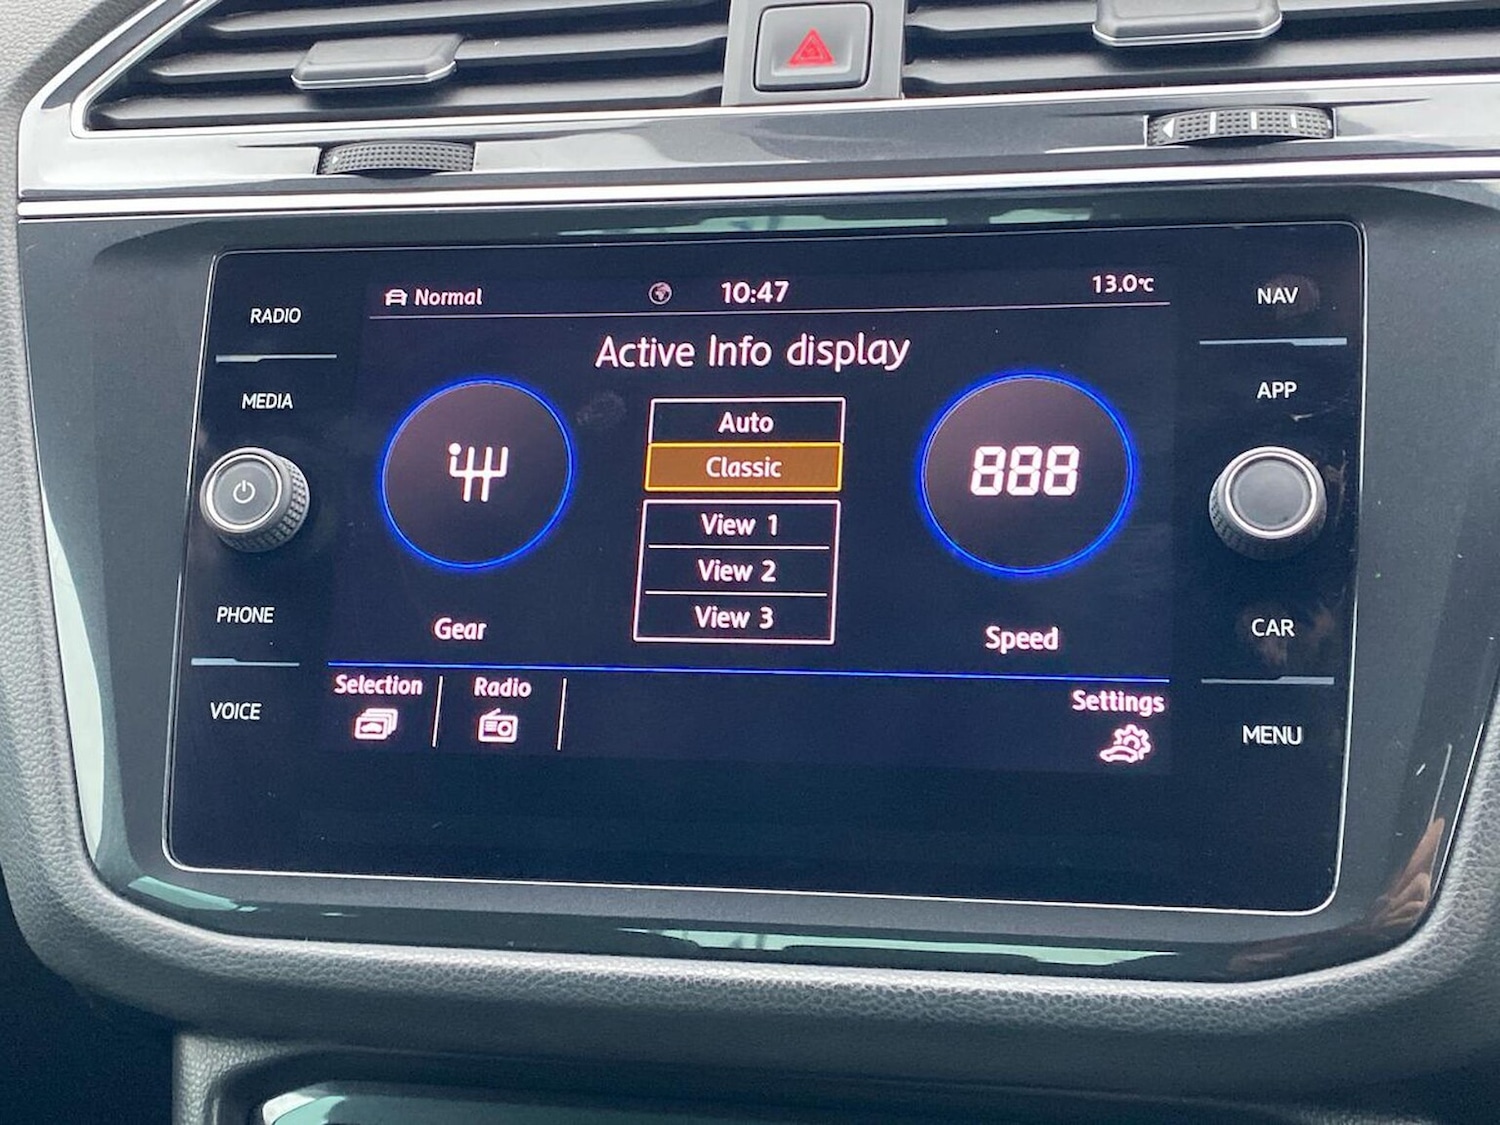 RADIO
MEDIA
PHONE
VOICE
Normal
10:47
13.0°C
Active Info display
Auto
Classic
View 1
View 2
View 3
Gear
888
Speed
Selection
Radio
Settings
NAV
APP
CAR
MENU